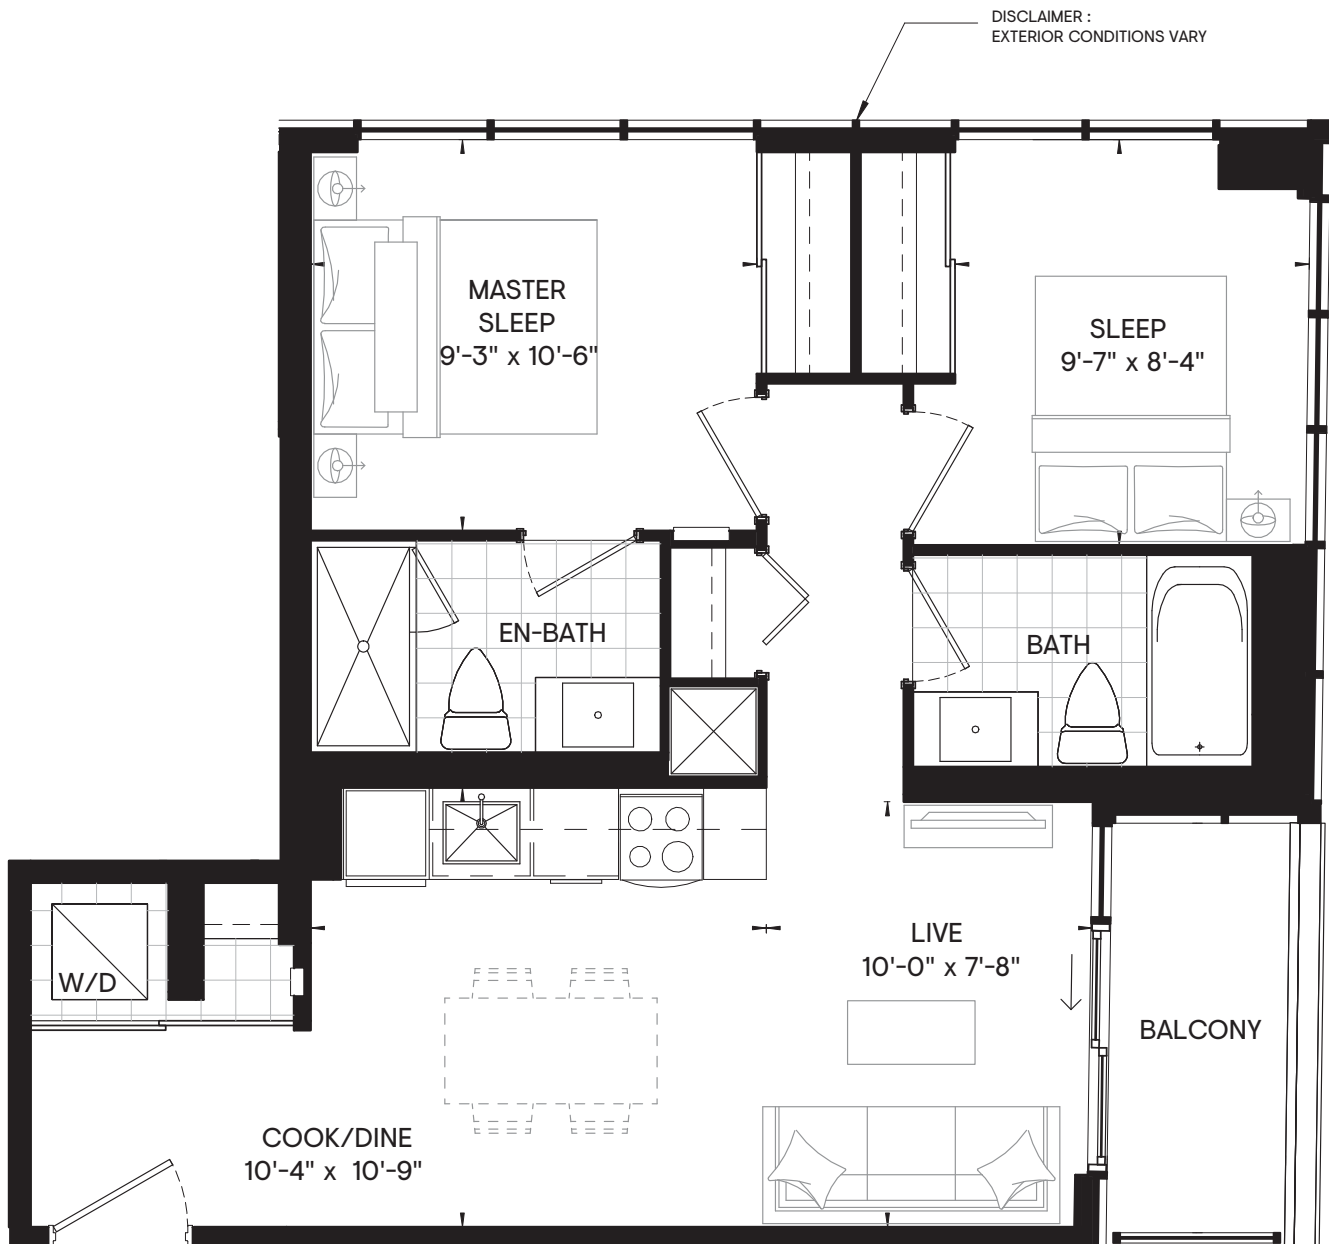 DISCLAIMER :
EXTERIOR CONDITIONS VARY
MASTER
SLEEP
9'-3" x 10'-6"
SLEEP
9'-7" x 8'-4"
EN-BATH
BATH
W/D
LIVE
10'-0" x 7'-8"
BALCONY
COOK/DINE
10'-4" x 10'-9"